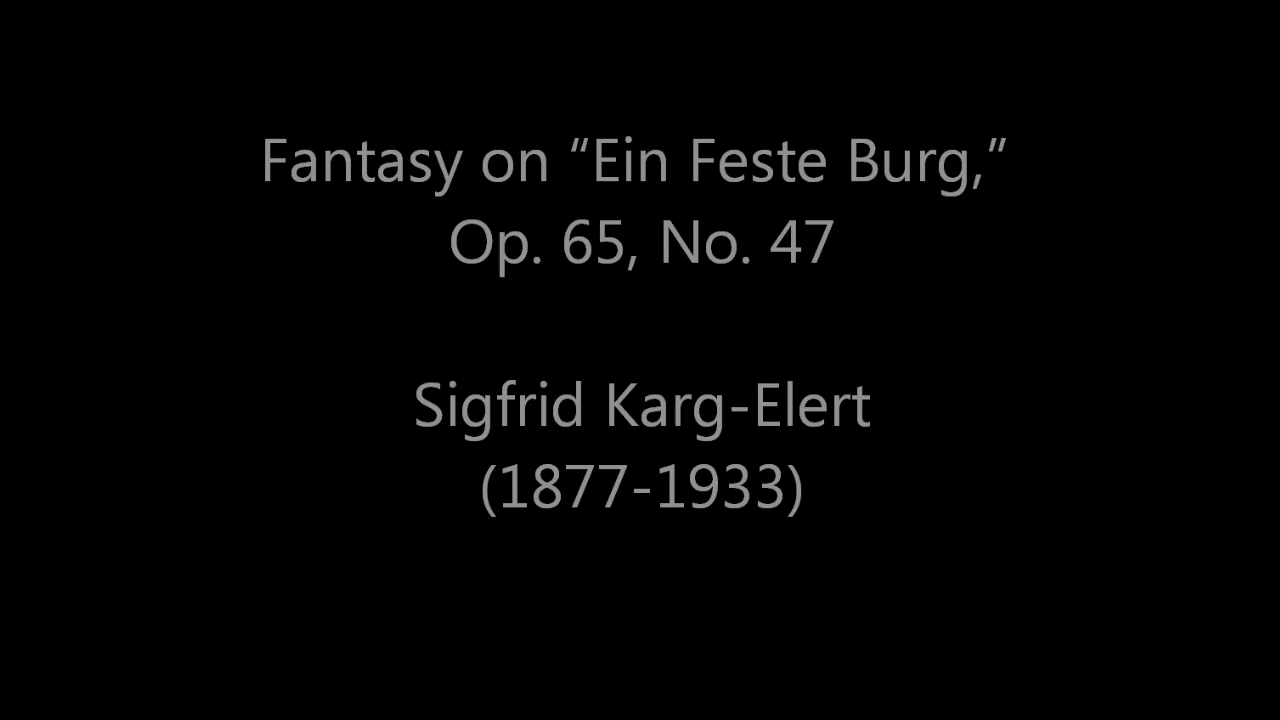 Fantasy on “Ein Feste Burg,”
Op. 65, No. 47
Sigfrid Karg-Elert
(1877-1933)